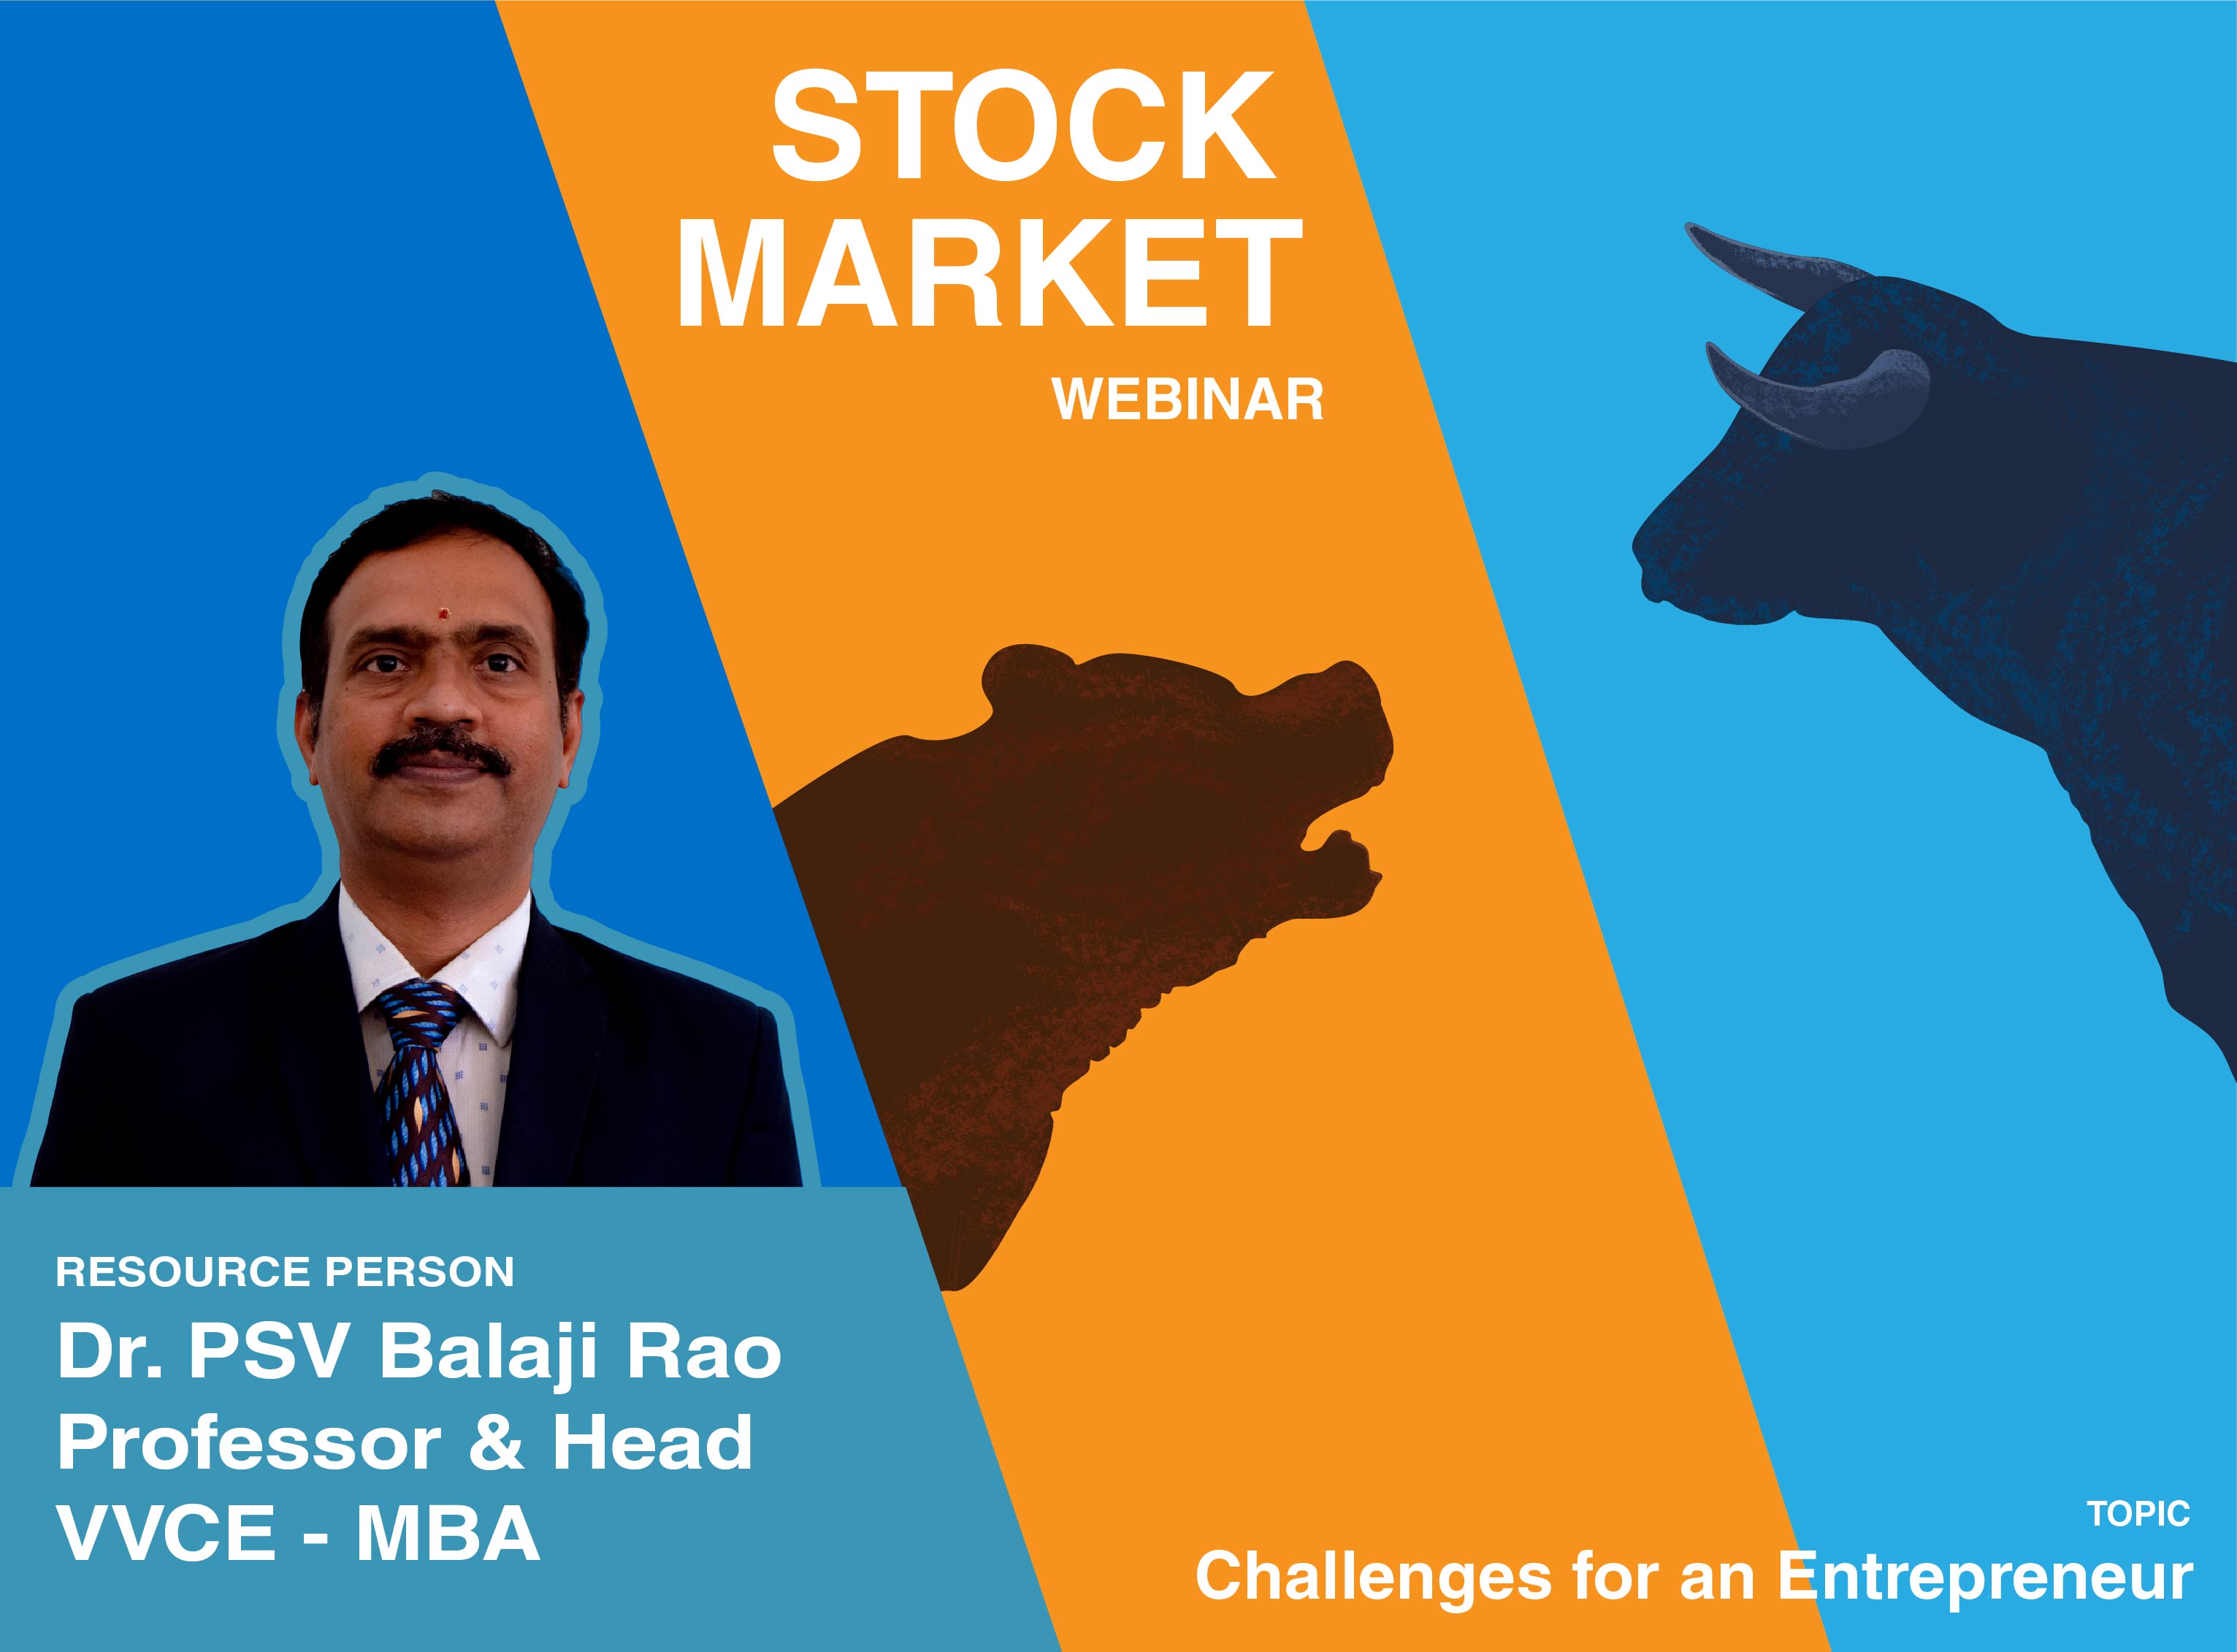 STOCK
MARKET
WEBINAR
RESOURCE PERSON
Dr. PSV Balaji Rao
Professor & Head
VVCE - MBA
TOPIC
Challenges for an Entrepreneur